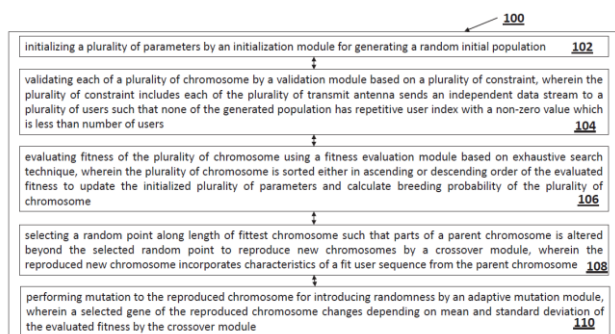 100
initializing a plurality of parameters by an initialization module for generating a random initial population 102
validating each of a plurality of chromosome by a validation module based on a plurality of constraint, wherein the
plurality of constraint includes each of the plurality of transmit antenna sends an independent data stream to a
plurality of users such that none of the generated population has repetitive user index with a non-zero value which
is less than number of users
104
evaluating fitness of the plurality of chromosome using a fitness evaluation module based on exhaustive search
technique, wherein the plurality of chromosome is sorted either in ascending or descending order of the evaluated
fitness to update the initialized plurality of parameters and calculate breeding probability of the plurality of
chromosome
106
selecting a random point along length of fittest chromosome such that parts of a parent chromosome is altered
beyond the selected random point to reproduce new chromosomes by a crossover module, wherein the
reproduced new chromosome incorporates characteristics of a fit user sequence from the parent chromosome 108
performing mutation to the reproduced chromosome for introducing randomness by an adaptive mutation module,
wherein a selected gene of the reproduced chromosome changes depending on mean and standard deviation of
the evaluated fitness by the crossover module
110